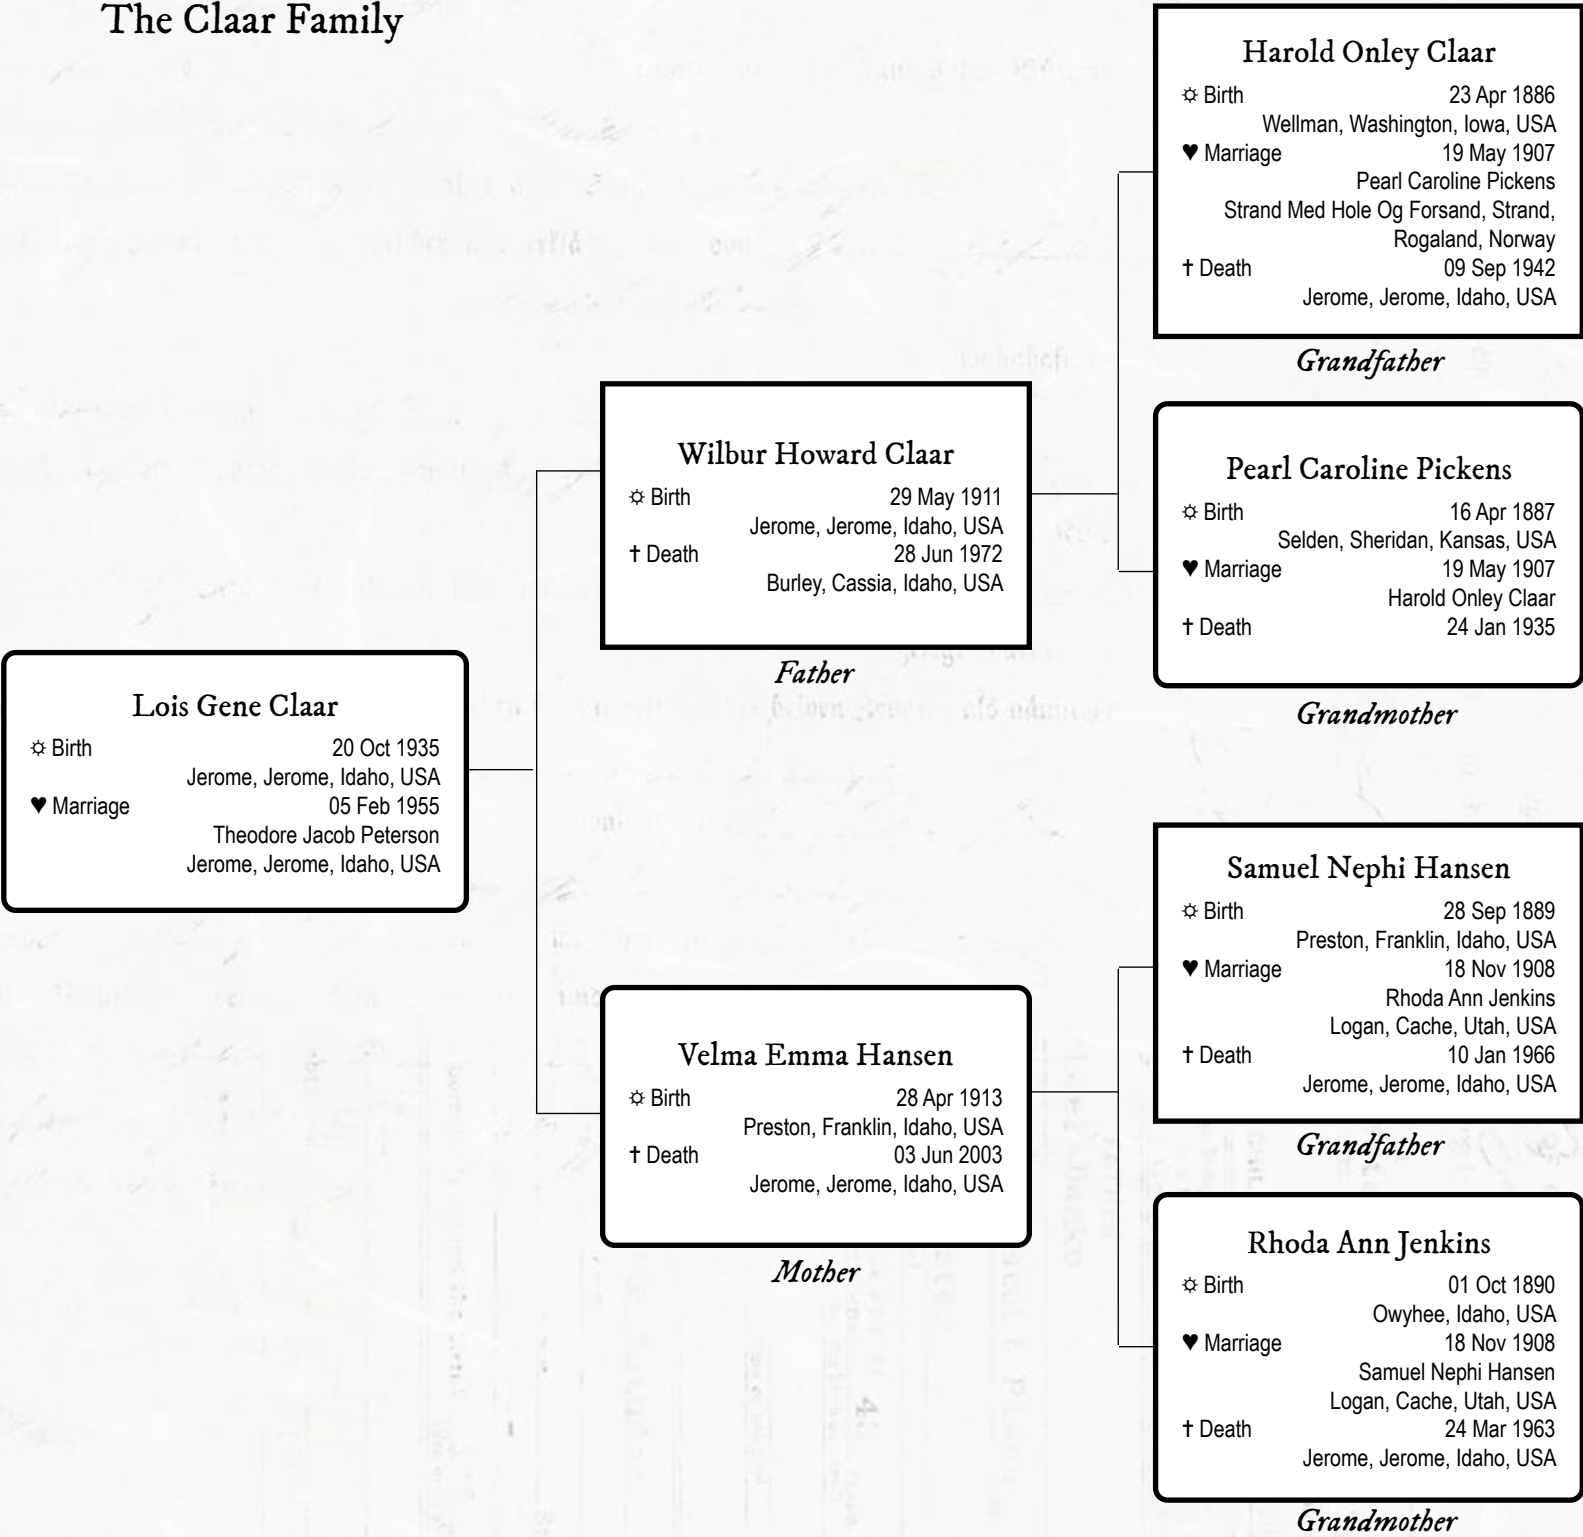 The Claar Family
Harold Onley Claar
☼ Birth 23 Apr 1886
Wellman, Washington, Iowa, USA
♥ Marriage 19 May 1907
Pearl Caroline Pickens
Strand Med Hole Og Forsand, Strand,
Rogaland, Norway
† Death 09 Sep 1942
Jerome, Jerome, Idaho, USA
Grandfather
Pearl Caroline Pickens
☼ Birth 16 Apr 1887
Selden, Sheridan, Kansas, USA
♥ Marriage 19 May 1907
Harold Onley Claar
† Death 24 Jan 1935
Grandmother
Wilbur Howard Claar
☼ Birth 29 May 1911
Jerome, Jerome, Idaho, USA
† Death 28 Jun 1972
Burley, Cassia, Idaho, USA
Father
Lois Gene Claar
☼ Birth 20 Oct 1935
Jerome, Jerome, Idaho, USA
♥ Marriage 05 Feb 1955
Theodore Jacob Peterson
Jerome, Jerome, Idaho, USA
Velma Emma Hansen
☼ Birth 28 Apr 1913
Preston, Franklin, Idaho, USA
† Death 03 Jun 2003
Jerome, Jerome, Idaho, USA
Mother
Samuel Nephi Hansen
☼ Birth 28 Sep 1889
Preston, Franklin, Idaho, USA
♥ Marriage 18 Nov 1908
Rhoda Ann Jenkins
Logan, Cache, Utah, USA
† Death 10 Jan 1966
Jerome, Jerome, Idaho, USA
Grandfather
Rhoda Ann Jenkins
☼ Birth 01 Oct 1890
Owyhee, Idaho, USA
♥ Marriage 18 Nov 1908
Samuel Nephi Hansen
Logan, Cache, Utah, USA
† Death 24 Mar 1963
Jerome, Jerome, Idaho, USA
Grandmother